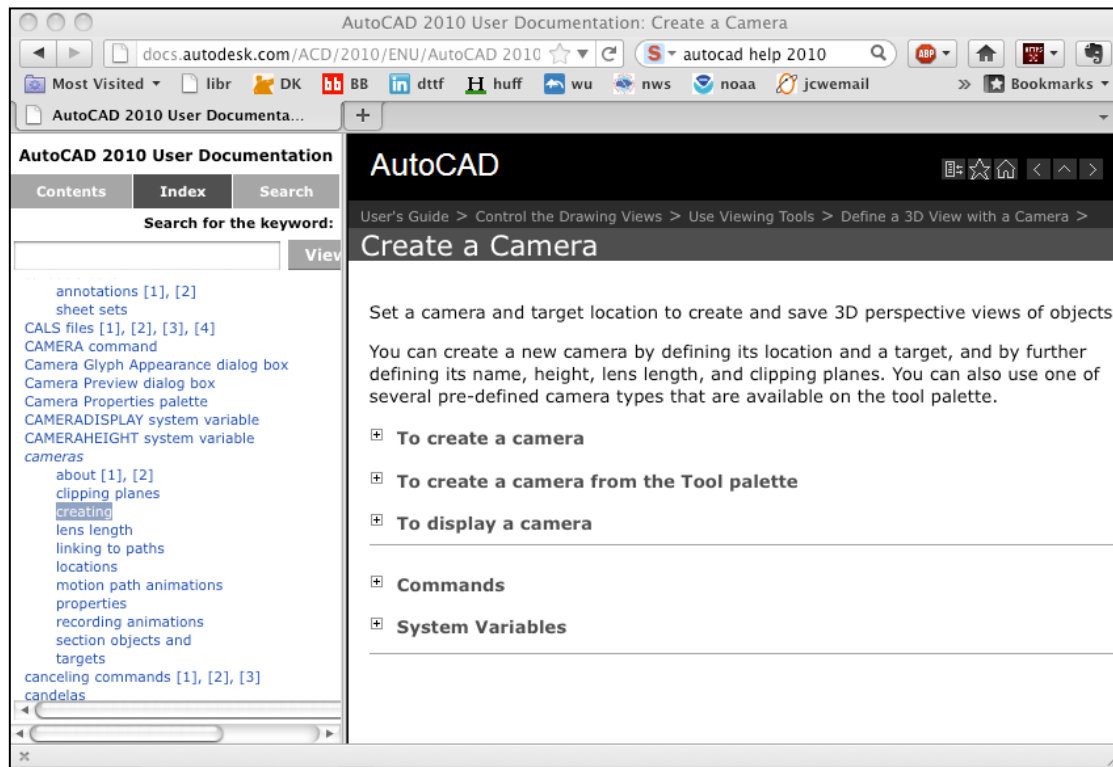 AutoCAD 2010 User Documentation: Create a Camera
docs.autodesk.com/ACD/2010/ENU/AutoCAD 2010
S autocad help 2010
ABP
Most Visited libr DK bb BB in dttf H huff wu nws noaa jcwemail » Bookmarks
AutoCAD 2010 User Documenta... +
AutoCAD 2010 User Documentation
Contents Index Search
Search for the keyword:
View
annotations [1], [2]
sheet sets
CALS files [1], [2], [3], [4]
CAMERA command
Camera Glyph Appearance dialog box
Camera Preview dialog box
Camera Properties palette
CAMERADISPLAY system variable
CAMERAHEIGHT system variable
cameras
about [1], [2]
clipping planes
creating
lens length
linking to paths
locations
motion path animations
properties
recording animations
section objects and
targets
canceling commands [1], [2], [3]
candelas
AutoCAD
User's Guide > Control the Drawing Views > Use Viewing Tools > Define a 3D View with a Camera >
Create a Camera
Set a camera and target location to create and save 3D perspective views of objects
You can create a new camera by defining its location and a target, and by further
defining its name, height, lens length, and clipping planes. You can also use one of
several pre-defined camera types that are available on the tool palette.
To create a camera
To create a camera from the Tool palette
To display a camera
Commands
System Variables